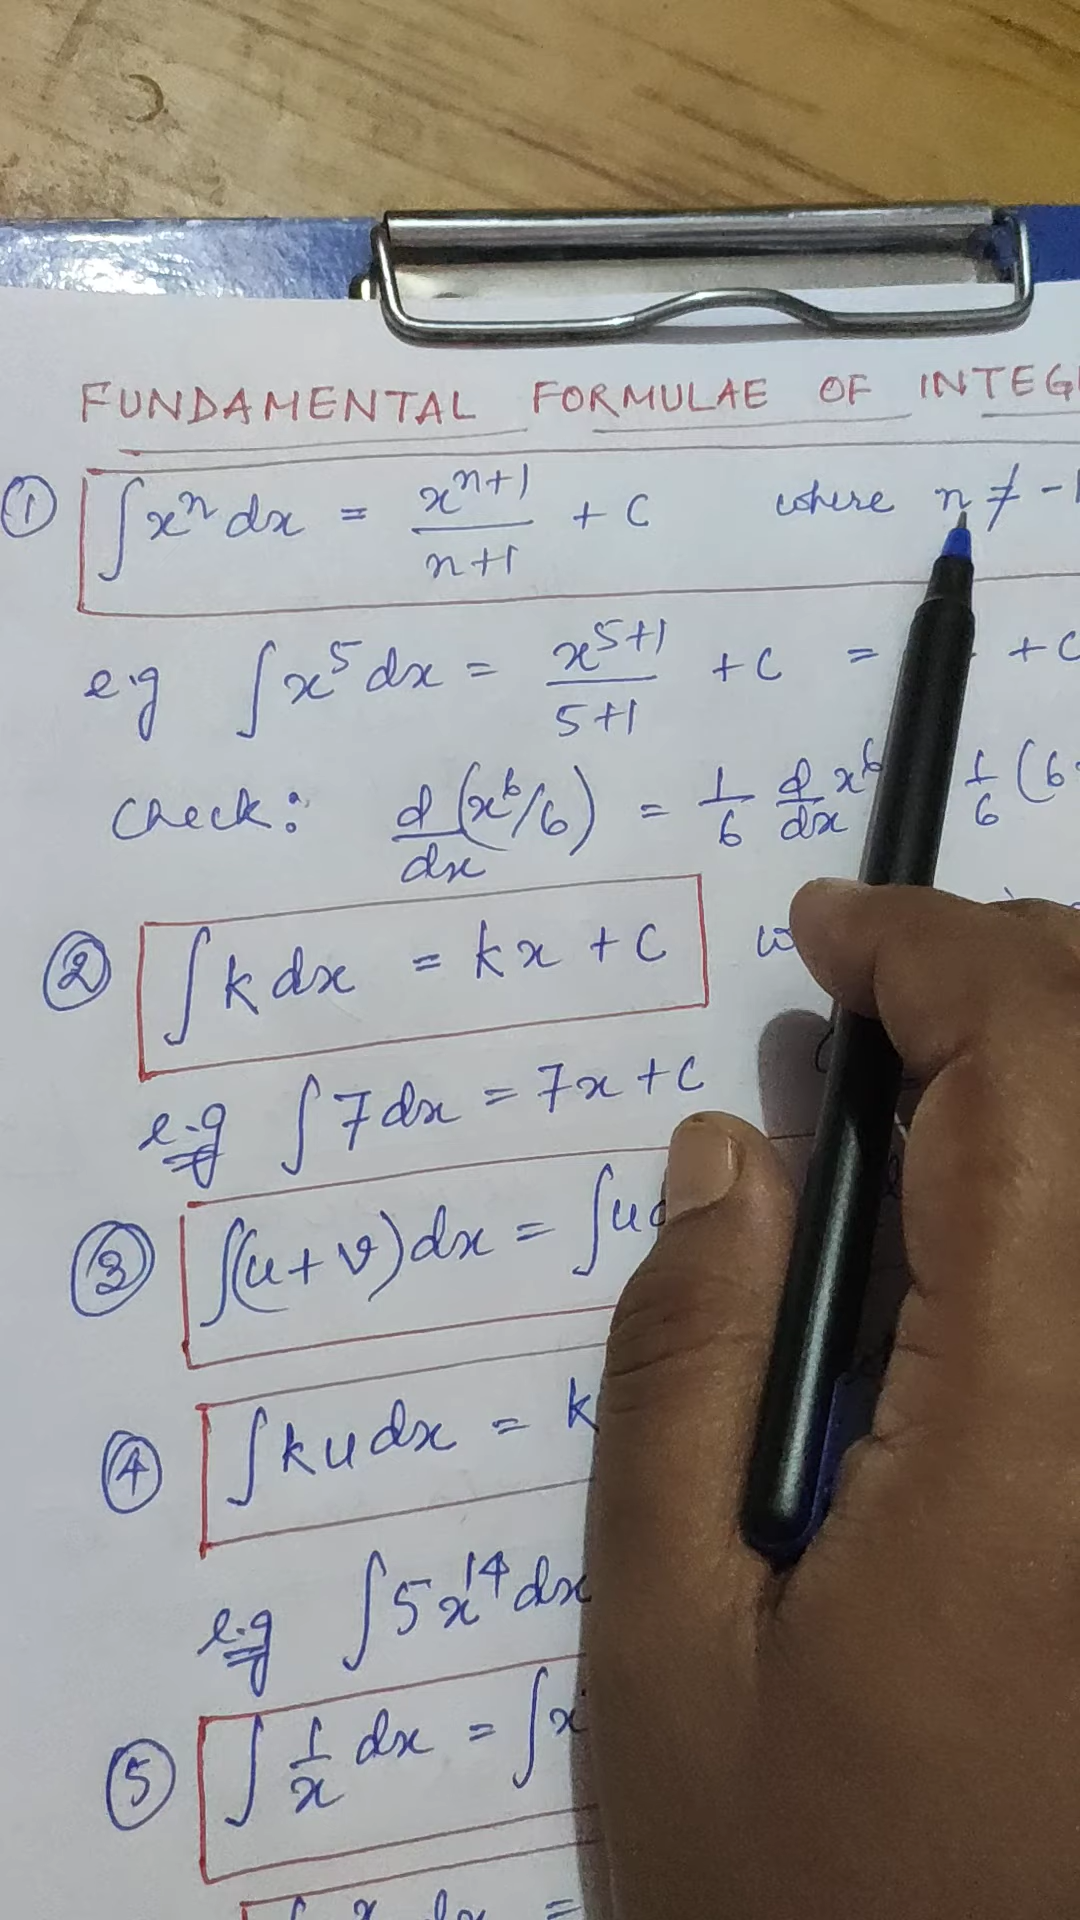 FUNDAMENTAL FORMULAE OF INTEG
① ∫xⁿ dx = xⁿ⁺¹/n+1 + C where n ≠ -1
e.g ∫x⁵ dx = x⁵⁺¹/5+1 + C = + C
Check: d/dx (x⁶/6) = 1/6 d/dx x⁶ 1/6 (6
② ∫k dx = kx + C
e.g ∫7 dx = 7x + C
③ ∫(u + v) dx = ∫u
④ ∫ku dx = k
e.g ∫5x¹⁴ dx
⑤ ∫1/x dx = ∫x
∫ x dx =